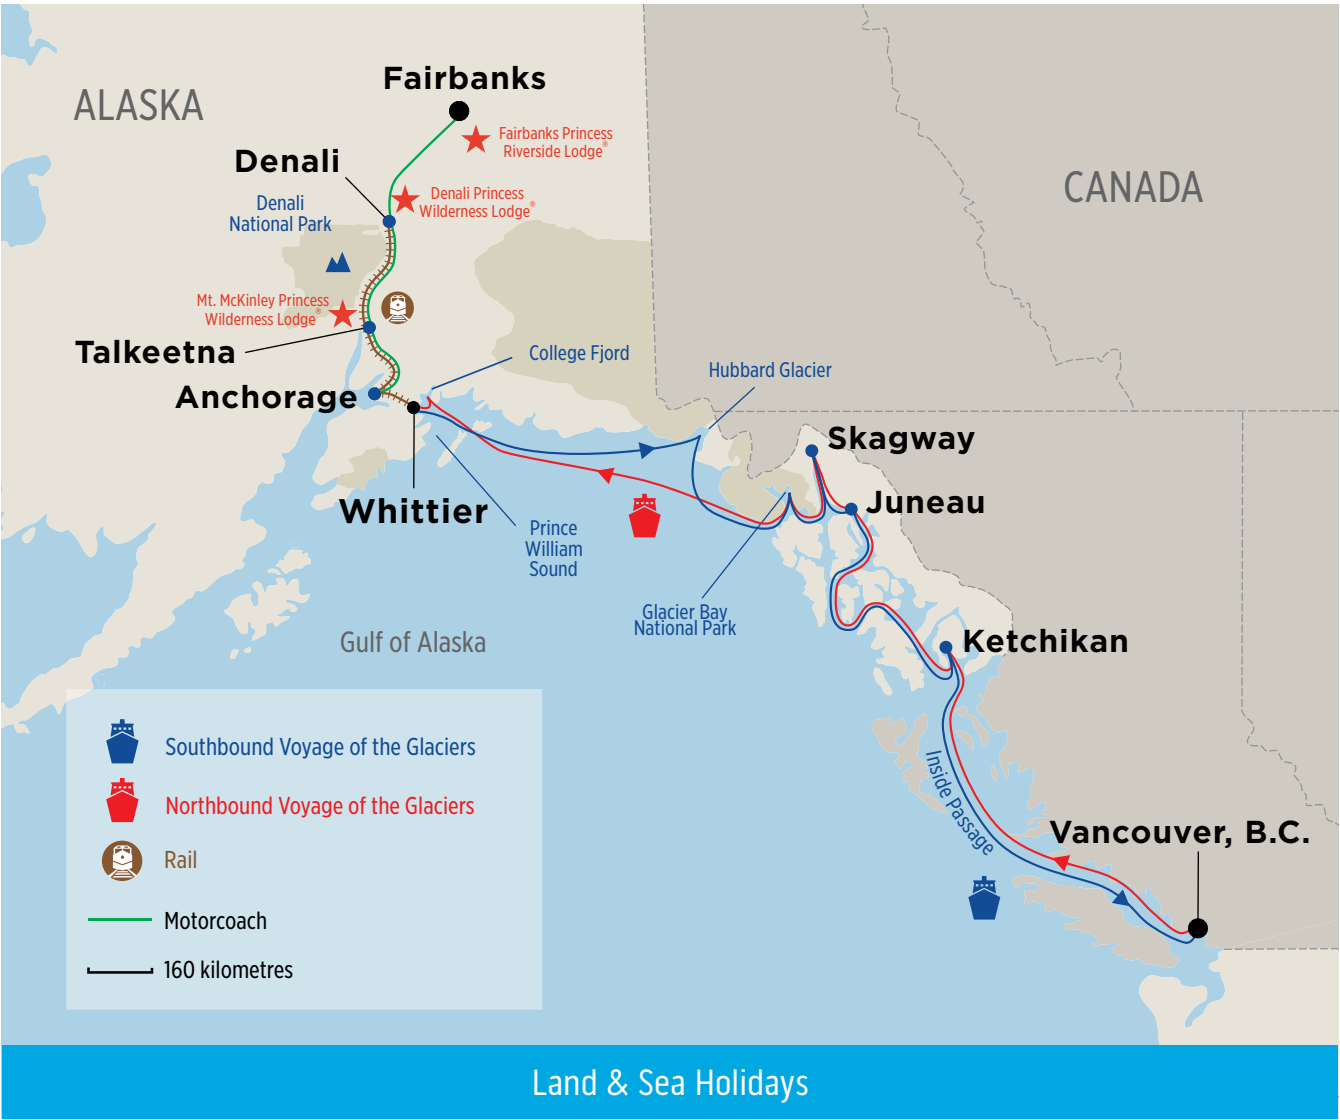 Fairbanks
ALASKA
Fairbanks Princess
Riverside Lodge®
Denali
Denali Princess
Wilderness Lodge®
CANADA
Denali
National Park
Mt. McKinley Princess
Wilderness Lodge®
Talkeetna
College Fjord
Hubbard Glacier
Anchorage
Skagway
Whittier
Juneau
Prince
William
Sound
Glacier Bay
National Park
Gulf of Alaska
Ketchikan
Southbound Voyage of the Glaciers
Northbound Voyage of the Glaciers
Rail
Motorcoach
160 kilometres
Inside Passage
Vancouver, B.C.
Land & Sea Holidays